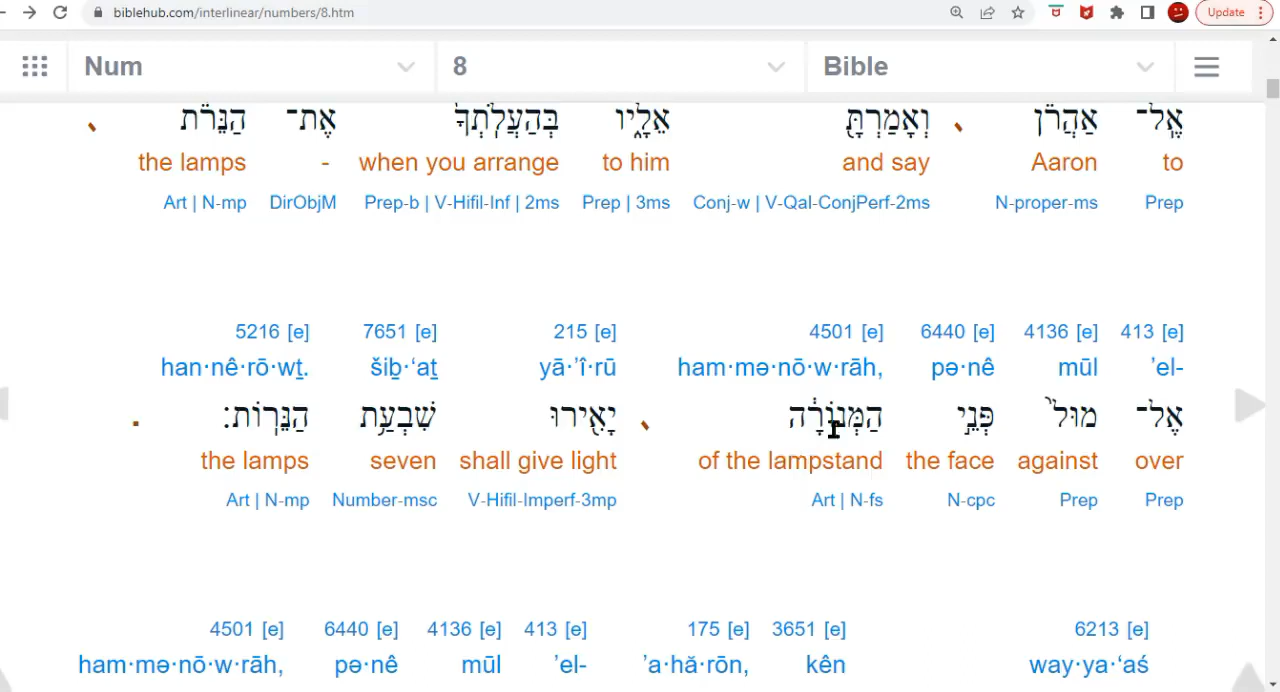 biblehub.com/interlinear/numbers/8.htm Update
Num 8 Bible
אֶֽל־ אַהֲרֹ֔ן ׀ וְאָמַרְתָּ֖ אֵלָ֑יו בְּהַעֲלֹֽתְךָ֙ אֶת־ הַנֵּרֹ֔ת
the lamps - when you arrange to him and say Aaron to
Art | N-mp DirObjM Prep-b | V-Hifil-Inf | 2ms Prep | 3ms Conj-w | V-Qal-ConjPerf-2ms N-proper-ms Prep
5216 [e] 7651 [e] 215 [e] 4501 [e] 6440 [e] 4136 [e] 413 [e]
han·nê·rō·wṯ. šiḇ·‘aṯ yā·’î·rū ham·mə·nō·w·rāh, pə·nê mūl ’el-
אֶל־ מוּל֙ פְּנֵ֣י הַמְּנוֹרָ֔ה יָאִ֖ירוּ שִׁבְעַ֥ת הַנֵּרֽוֹת׃
the lamps seven shall give light of the lampstand the face against over
Art | N-mp Number-msc V-Hifil-Imperf-3mp Art | N-fs N-cpc Prep Prep
4501 [e] 6440 [e] 4136 [e] 413 [e] 175 [e] 3651 [e] 6213 [e]
ham·mə·nō·w·rāh, pə·nê mūl ’el- ’a·hă·rōn, kên way·ya·‘aś